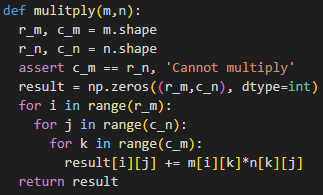 def mulitply(m,n):
  r_m, c_m = m.shape
  r_n, c_n = n.shape
  assert c_m == r_n, 'Cannot multiply'
  result = np.zeros((r_m,c_n), dtype=int)
  for i in range(r_m):
    for j in range(c_n):
      for k in range(c_m):
        result[i][j] += m[i][k]*n[k][j]
  return result